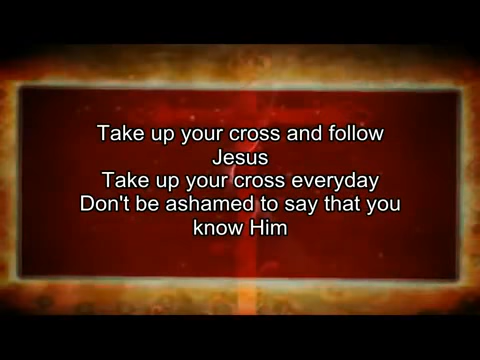 Take up your cross and follow
Jesus
Take up your cross everyday
Don't be ashamed to say that you
know Him